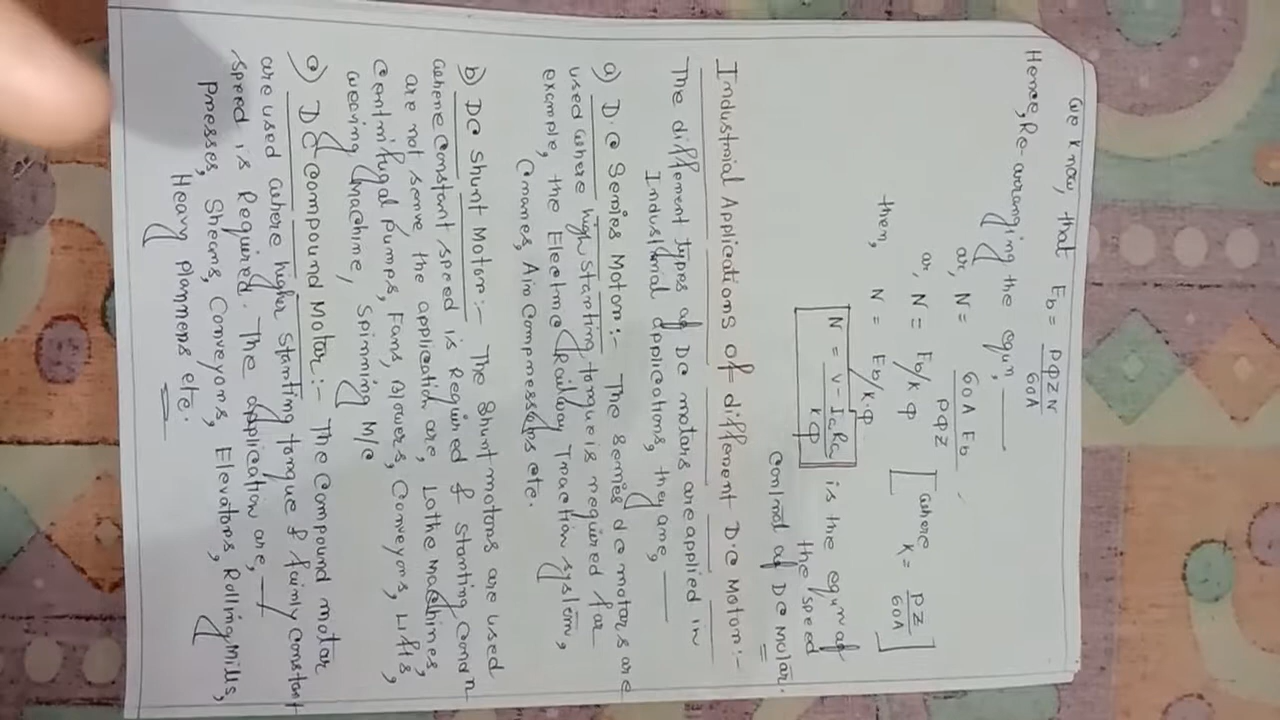 We know, that Eb = PφZN / 60A
Hence, Re-arranging the equn,
or, N = 60A Eb / PφZ
or, N = Eb/Kφ [where K = PZ / 60A]
then, N = Eb/K.φ
N = V - IaRa / Kφ is the equn of
the speed
control of DC Motor.
Industrial Applications of different D.C Motor:-
The different types of DC motors are applied in
Industrial Applications, they are,
a) D.C Series Motor:- The series dc motors are
used where high starting torque is required for
example, the Electric Railway Traction system,
Cranes, Air Compressors etc.
b) DC Shunt Motor:- The Shunt motors are used
where constant speed is Required & Starting Condn
are not serve the application are, Lathe Machines,
Centrifugal Pumps, Fans, Blowers, Conveyors, Lifts,
weaving Machine, Spinning M/c
c) DC Compound Motor:- The Compound motor
are used where higher starting torque & fairly constant
speed is Required. The application are,
Presses, Shears, Conveyors, Elevators, Rolling Mills,
Heavy Planners etc.